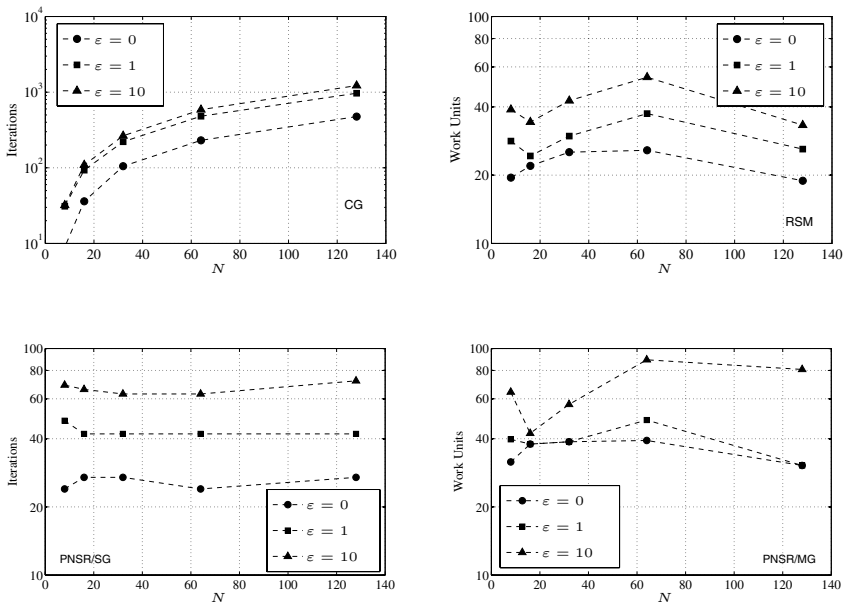 10^4
10^3
10^2
10^1
Iterations
ε = 0
ε = 1
ε = 10
CG
0 20 40 60 80 100 120 140
N
100
80
60
40
20
10
Work Units
ε = 0
ε = 1
ε = 10
RSM
0 20 40 60 80 100 120 140
N
100
80
60
40
20
10
Iterations
ε = 0
ε = 1
ε = 10
PNSR/SG
0 20 40 60 80 100 120 140
N
100
80
60
40
20
10
Work Units
ε = 0
ε = 1
ε = 10
PNSR/MG
0 20 40 60 80 100 120 140
N